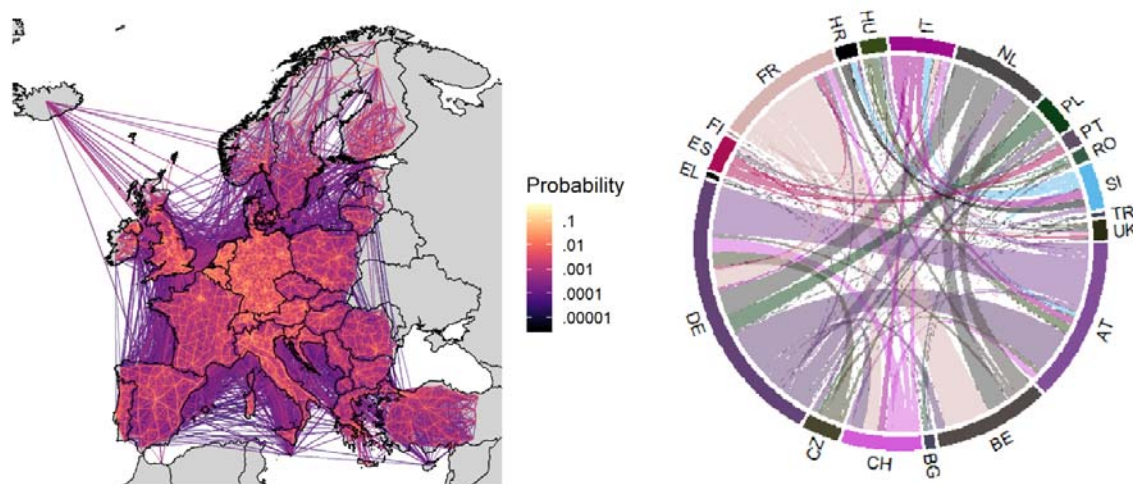 Probability
.1
.01
.001
.0001
.00001
HR
HU
IT
NL
PL
PT
RO
SI
TR
UK
AT
BE
BG
CH
CZ
DE
EL
ES
FI
FR